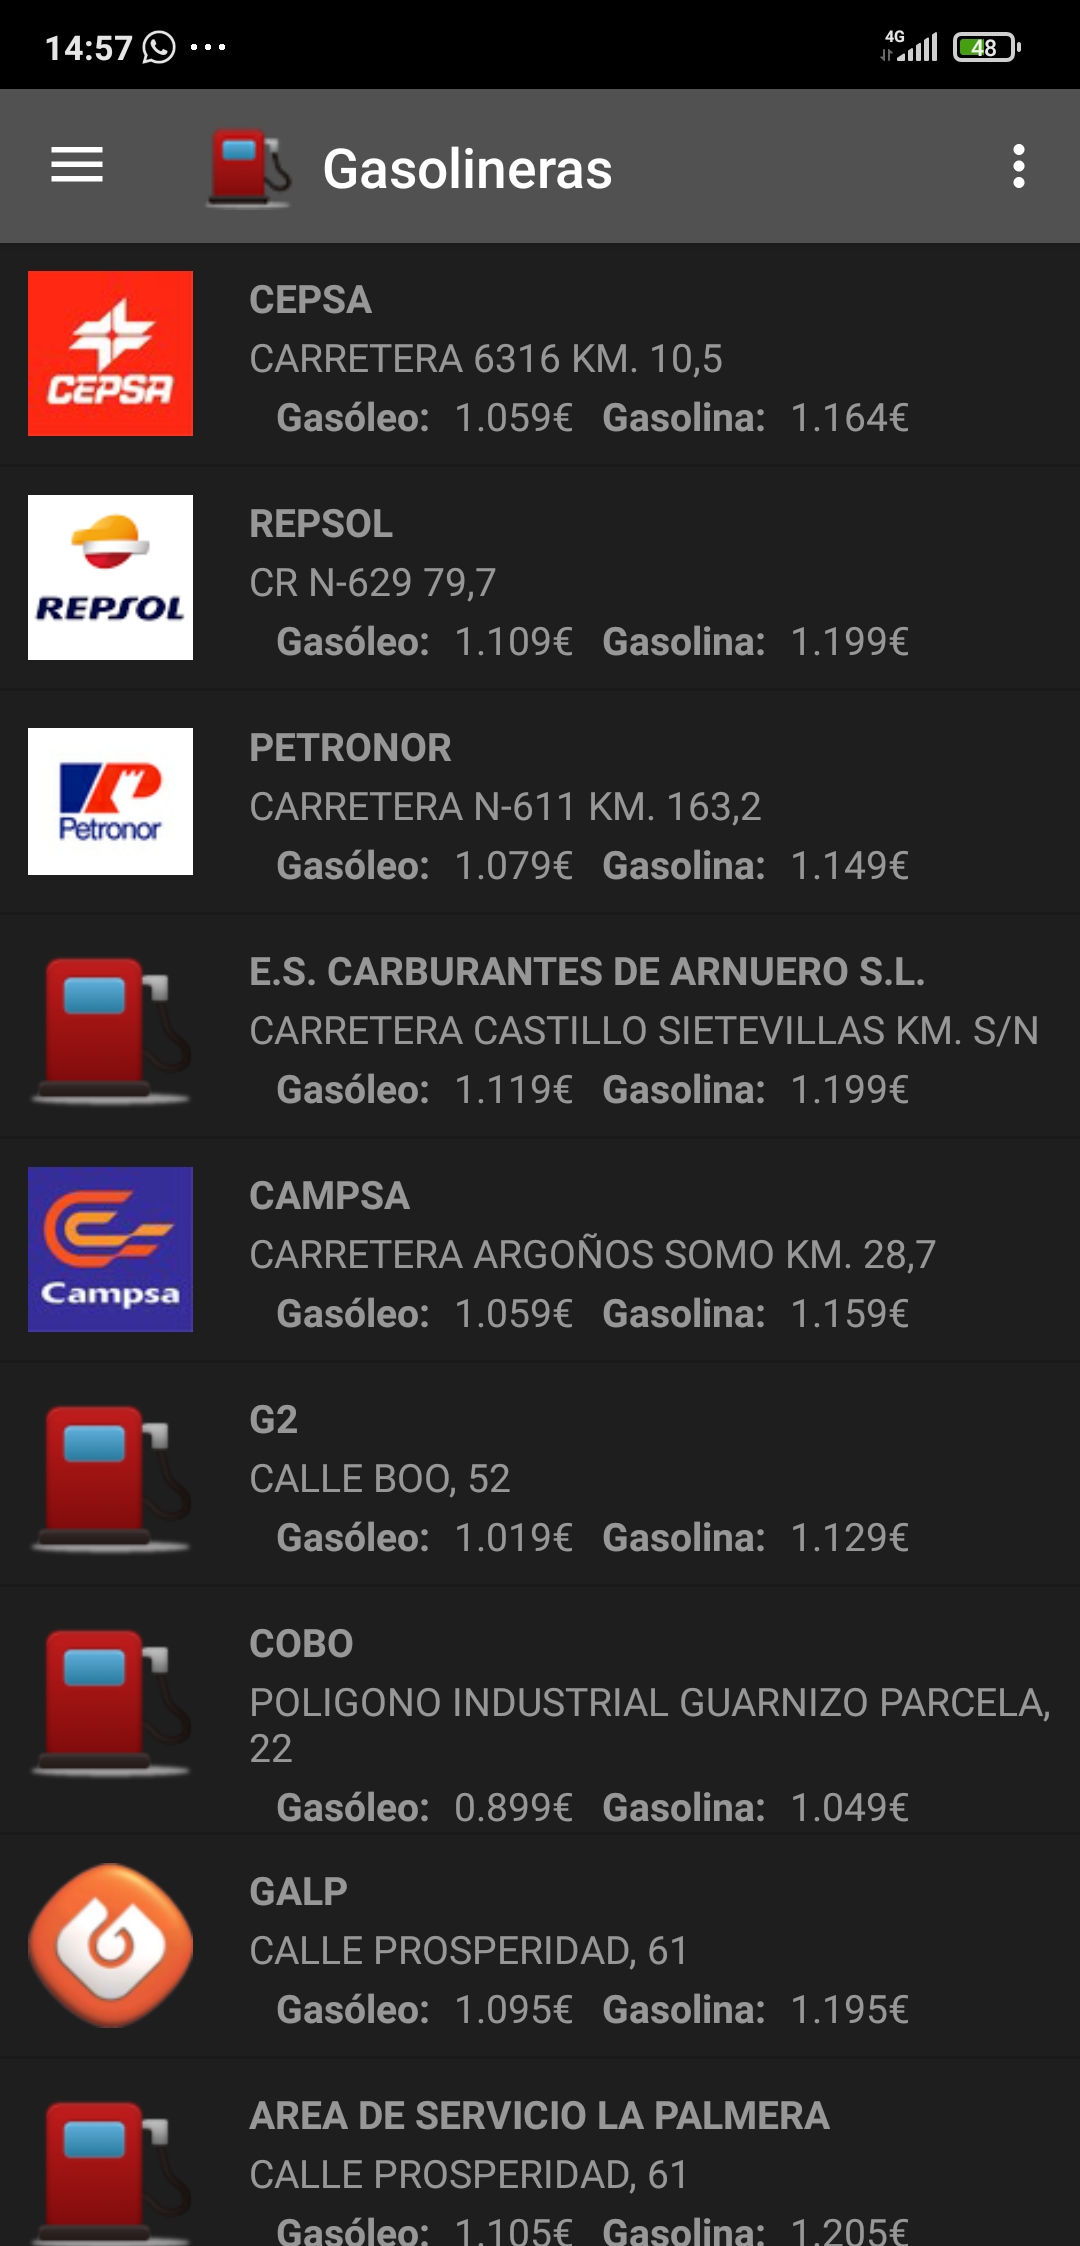 14:57
4G
48
Gasolineras
CEPSA
CEPSA
CARRETERA 6316 KM. 10,5
Gasóleo: 1.059€ Gasolina: 1.164€
REPSOL
REPSOL
CR N-629 79,7
Gasóleo: 1.109€ Gasolina: 1.199€
Petronor
PETRONOR
CARRETERA N-611 KM. 163,2
Gasóleo: 1.079€ Gasolina: 1.149€
E.S. CARBURANTES DE ARNUERO S.L.
CARRETERA CASTILLO SIETEVILLAS KM. S/N
Gasóleo: 1.119€ Gasolina: 1.199€
Campsa
CAMPSA
CARRETERA ARGOÑOS SOMO KM. 28,7
Gasóleo: 1.059€ Gasolina: 1.159€
G2
CALLE BOO, 52
Gasóleo: 1.019€ Gasolina: 1.129€
COBO
POLIGONO INDUSTRIAL GUARNIZO PARCELA,
22
Gasóleo: 0.899€ Gasolina: 1.049€
GALP
CALLE PROSPERIDAD, 61
Gasóleo: 1.095€ Gasolina: 1.195€
AREA DE SERVICIO LA PALMERA
CALLE PROSPERIDAD, 61
Gasóleo: 1.105€ Gasolina: 1.205€